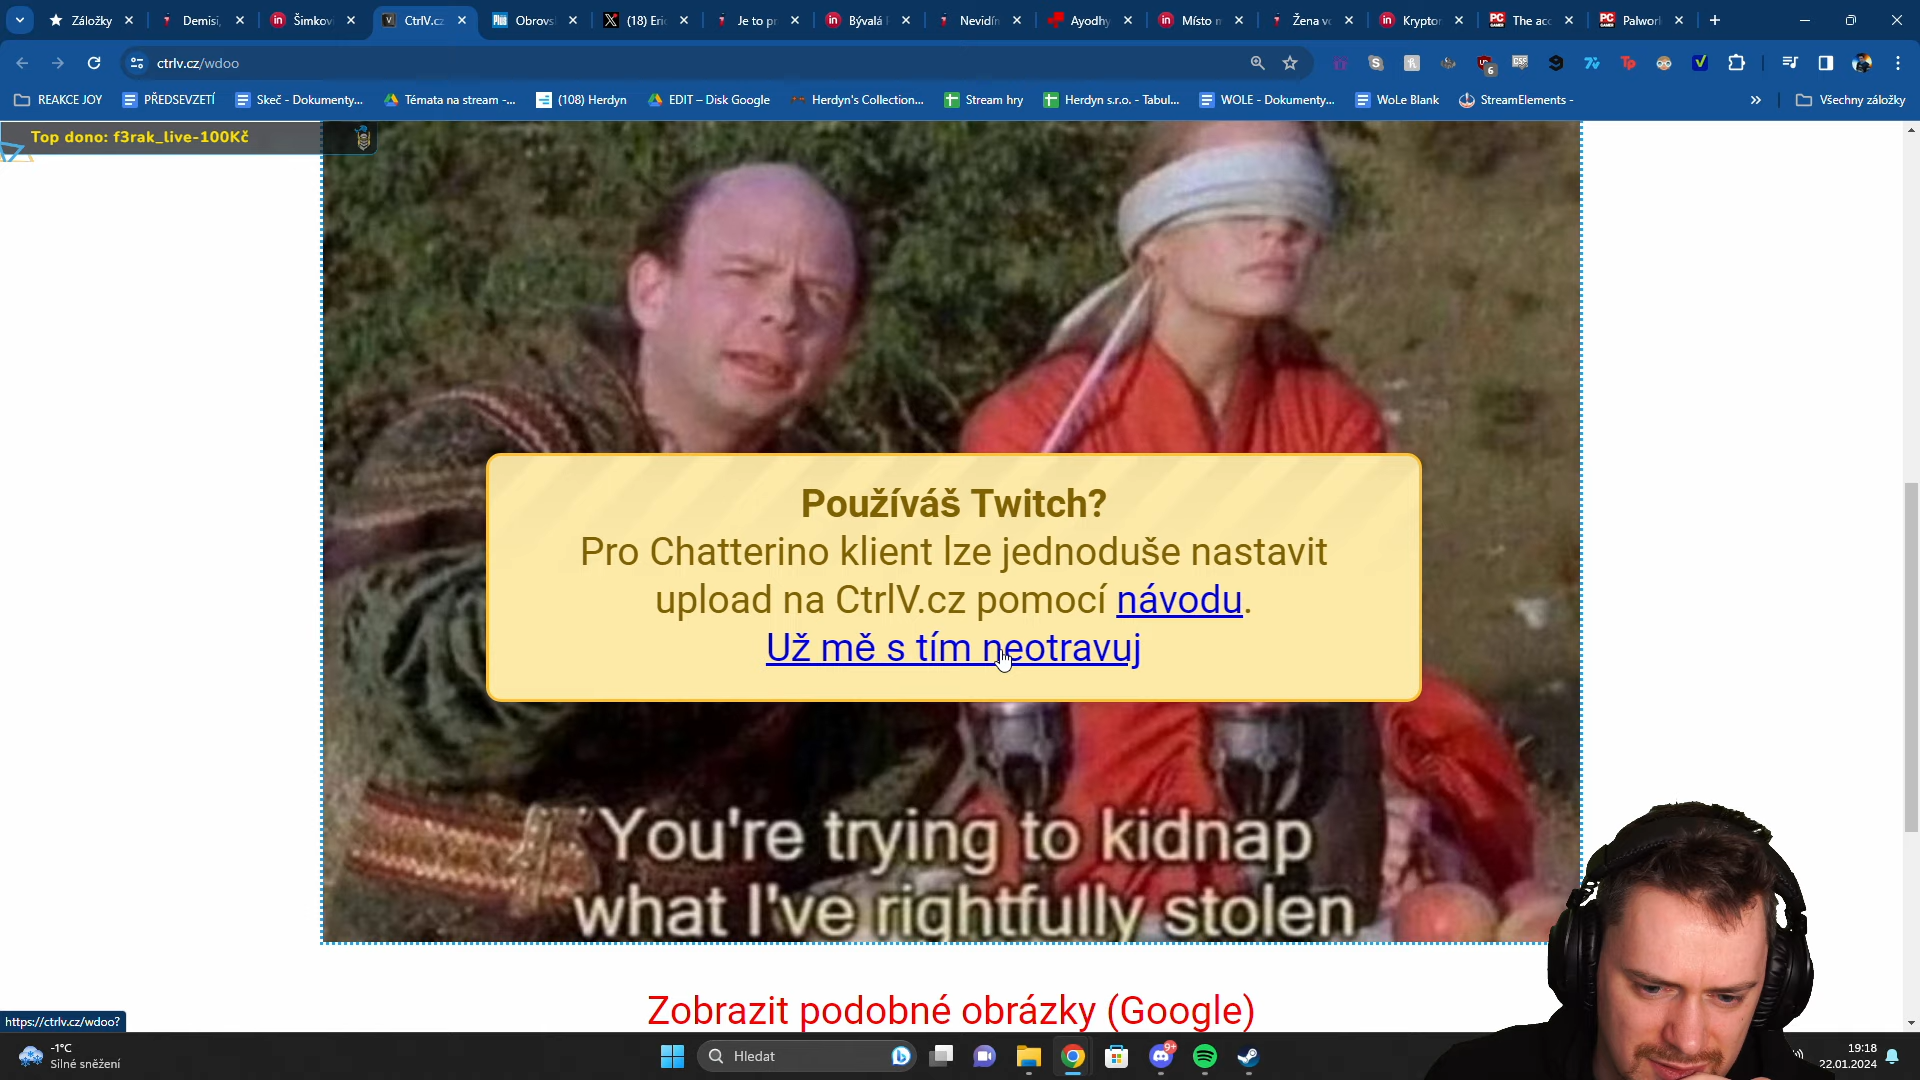 Záložky
Demisi,
Šimkov
CtrlV.cz
Obrovs
(18) Eri
Je to p
Bývalá
Nevidí
Ayodhy
Místo
Žena v
Krypto
The acc
Palwor
ctrlv.cz/wdoo
REAKCE JOY
PŘEDSEVZETÍ
Skeč - Dokumenty...
Témata na stream -...
(108) Herdyn
EDIT – Disk Google
Herdyn's Collection...
Stream hry
Herdyn s.r.o. - Tabul...
WOLE - Dokumenty...
WoLe Blank
StreamElements -
Všechny záložky
Top dono: f3rak_live-100Kč
Používáš Twitch?
Pro Chatterino klient lze jednoduše nastavit
upload na CtrlV.cz pomocí návodu.
Už mě s tím neotravuj
You're trying to kidnap
what I've rightfully stolen
Zobrazit podobné obrázky (Google)
https://ctrlv.cz/wdoo?
-1°C
Silné sněžení
Hledat
9+
19:18
22.01.2024